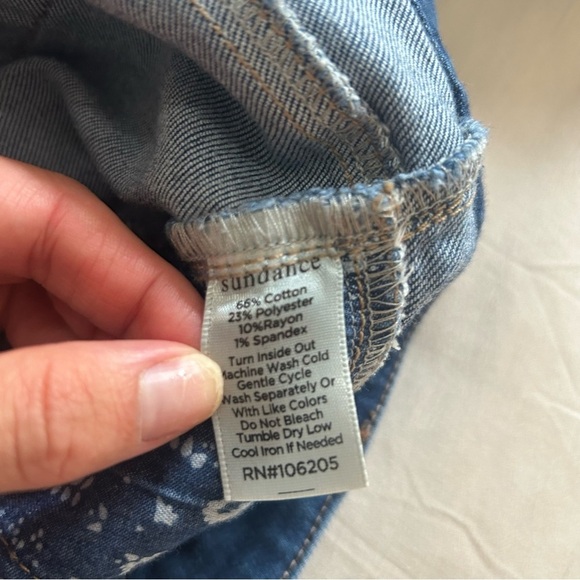 sundance
66% Cotton
23% Polyester
10%Rayon
1% Spandex
Turn Inside Out
Machine Wash Cold
Gentle Cycle
Wash Separately Or
With Like Colors
Do Not Bleach
Tumble Dry Low
Cool Iron If Needed
RN#106205